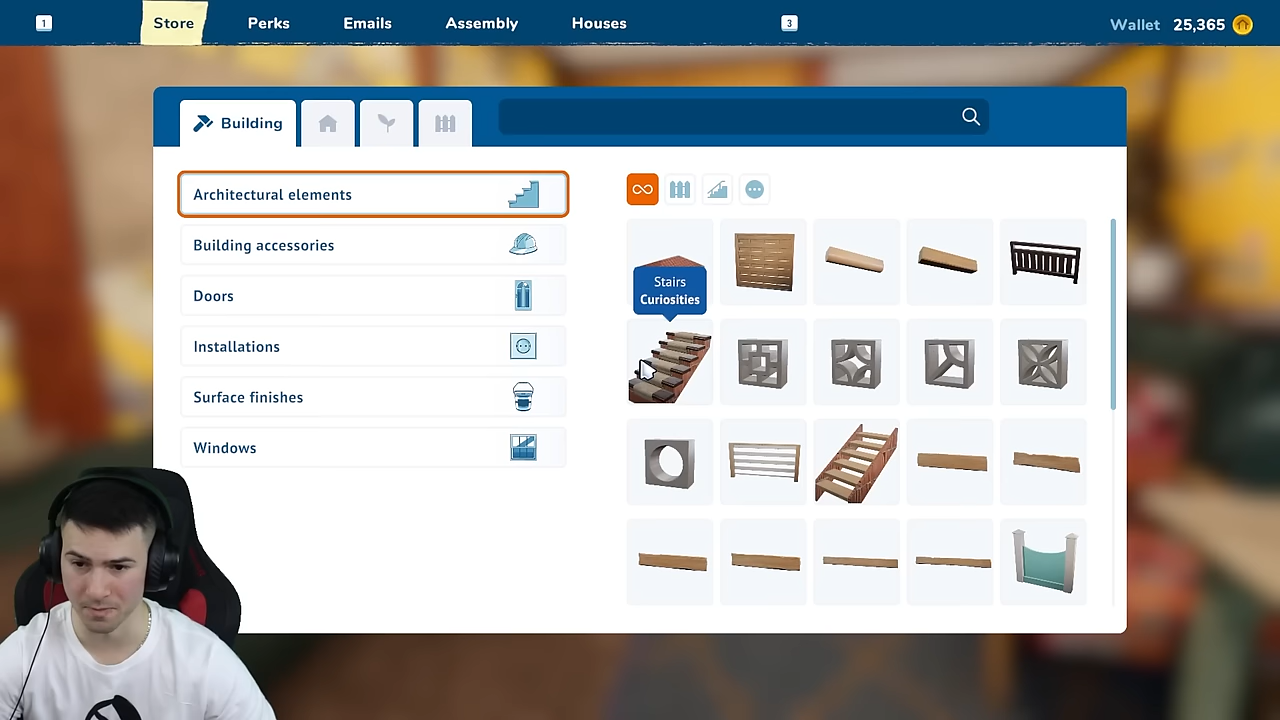 1
Store
Perks
Emails
Assembly
Houses
3
Wallet 25,365
Building
Architectural elements
Building accessories
Doors
Installations
Surface finishes
Windows
Stairs
Curiosities